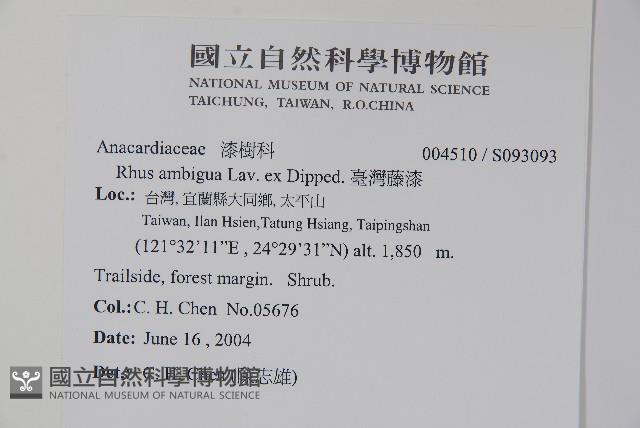 國立自然科學博物館
NATIONAL MUSEUM OF NATURAL SCIENCE
TAICHUNG, TAIWAN, R.O.CHINA
Anacardiaceae 漆樹科 004510 / S093093
Rhus ambigua Lav. ex Dipped. 臺灣藤漆
Loc.: 台灣, 宜蘭縣大同鄉, 太平山
Taiwan, Ilan Hsien,Tatung Hsiang, Taipingshan
(121°32'11”E , 24°29'31”N) alt. 1,850 m.
Trailside, forest margin. Shrub.
Col.: C. H. Chen No.05676
Date: June 16 , 2004
Det.: C. H. Chen 志雄)
國立自然科學博物館
NATIONAL MUSEUM OF NATURAL SCIENCE